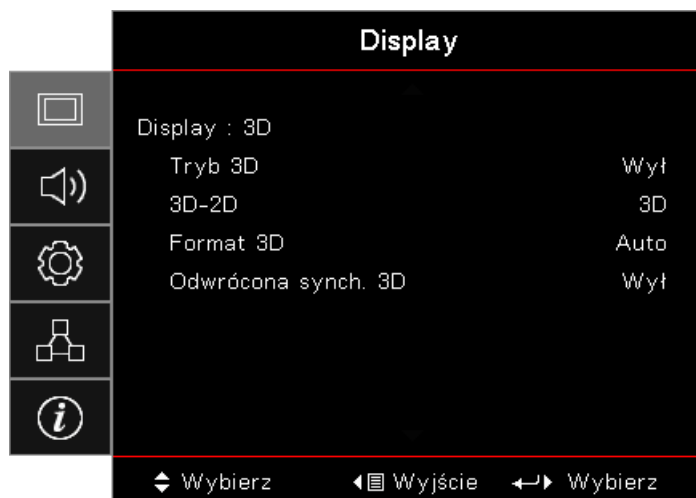 Display
Display : 3D
Tryb 3D Wył
3D-2D 3D
Format 3D Auto
Odwrócona synch. 3D Wył
Wybierz Wyjście Wybierz